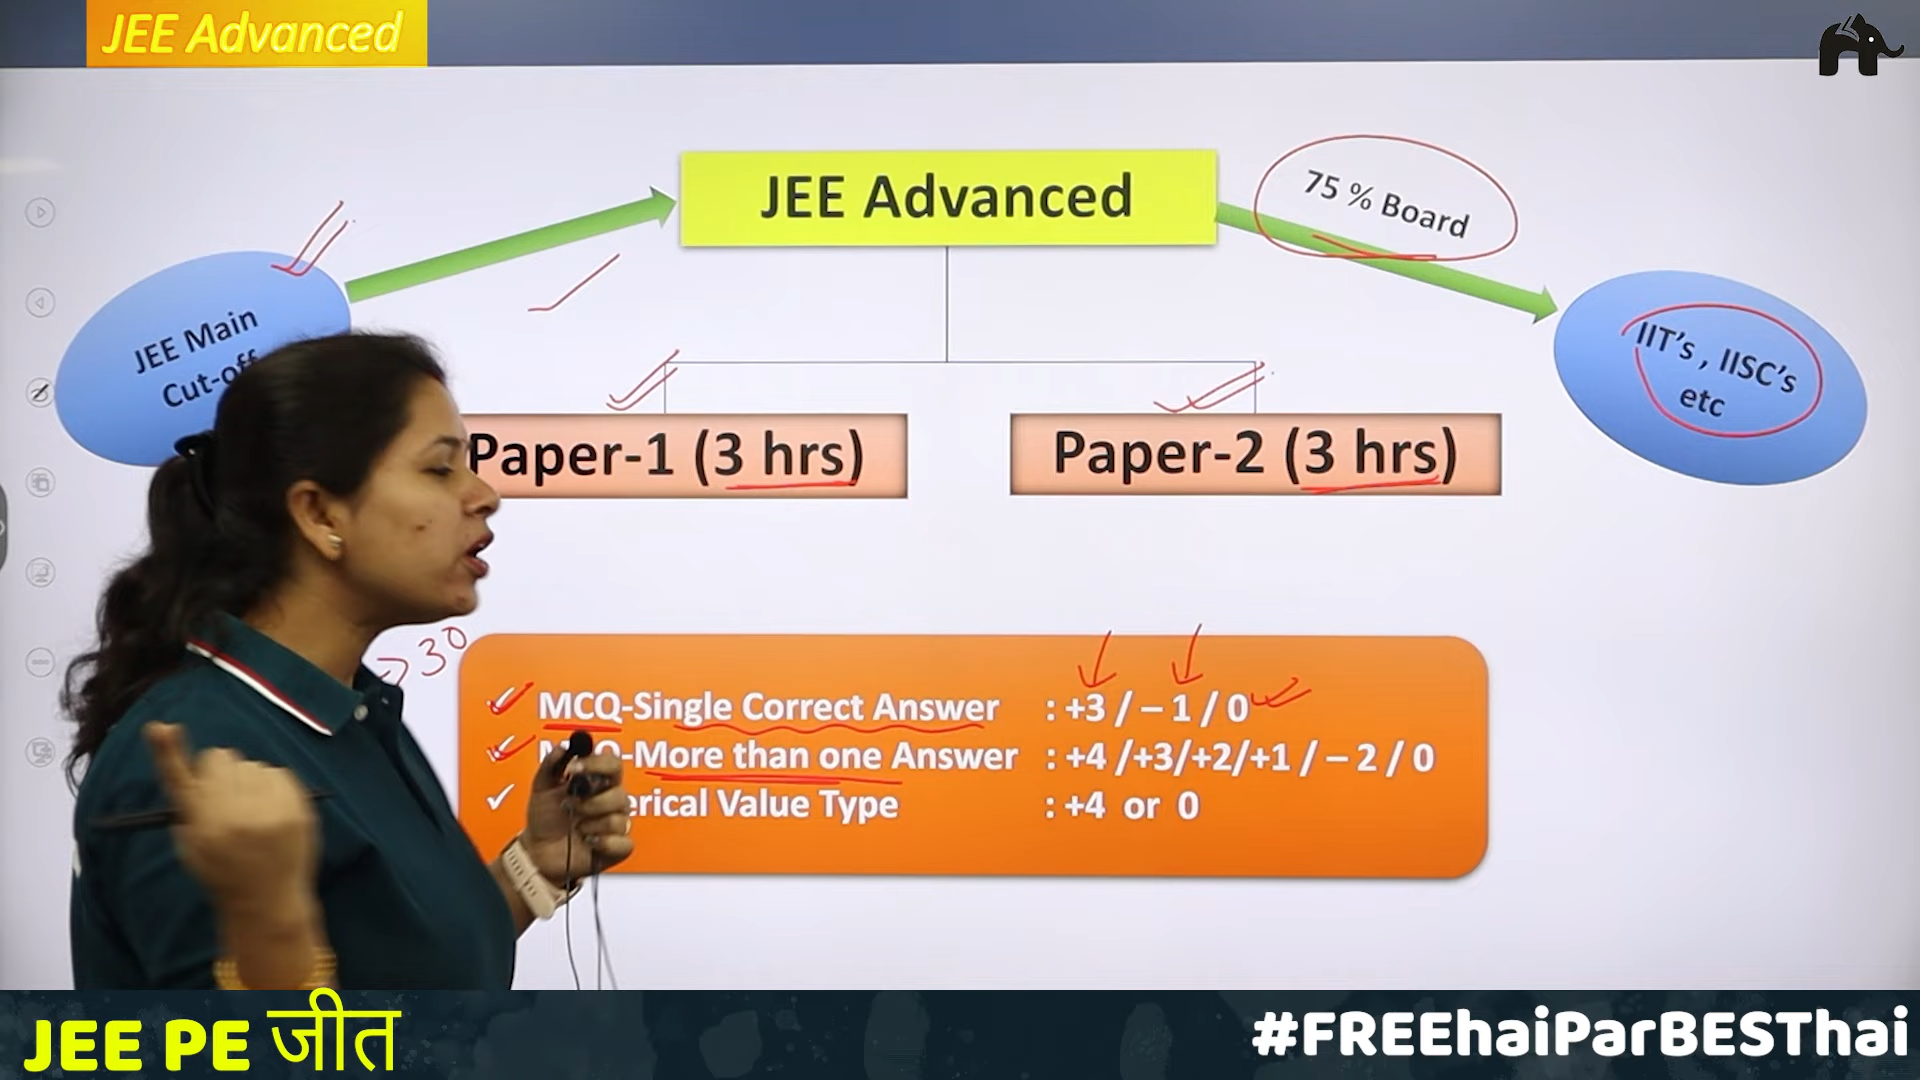 JEE Advanced
JEE Advanced
75 % Board
JEE Main
Cut-off
IIT's , IISC's
etc
Paper-1 (3 hrs)
Paper-2 (3 hrs)
30
MCQ-Single Correct Answer : +3 / – 1 / 0
-More than one Answer : +4 /+3/+2/+1 / – 2 / 0
Value Type : +4 or 0
JEE PE जीत
#FREEhaiParBESThai